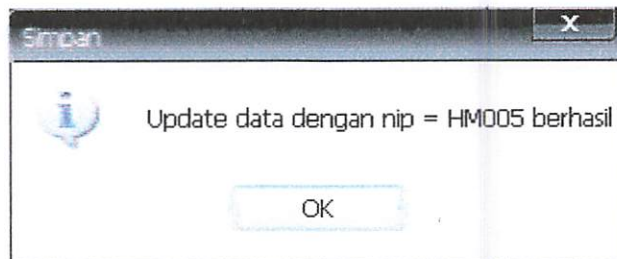 Simpan
X
Update data dengan nip = HM005 berhasil
OK